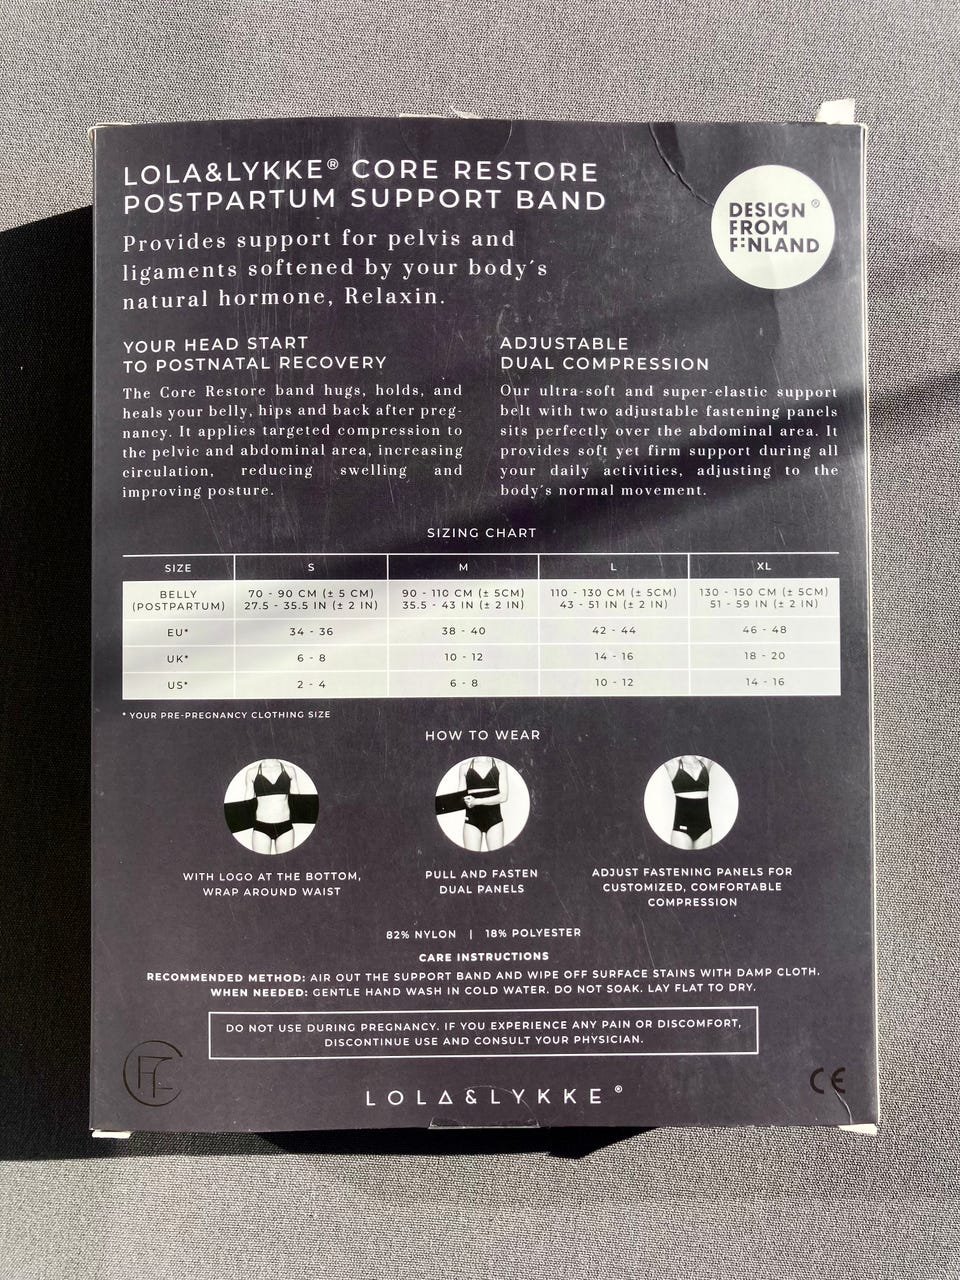 LOLA&LYKKE® CORE RESTORE
POSTPARTUM SUPPORT BAND
DESIGN ®
FROM
FINLAND
Provides support for pelvis and
ligaments softened by your body´s
natural hormone, Relaxin.
YOUR HEAD START
TO POSTNATAL RECOVERY
The Core Restore band hugs, holds, and
heals your belly, hips and back after preg-
nancy. It applies targeted compression to
the pelvic and abdominal area, increasing
circulation, reducing swelling and
improving posture.
ADJUSTABLE
DUAL COMPRESSION
Our ultra-soft and super-elastic support
belt with two adjustable fastening panels
sits perfectly over the abdominal area. It
provides soft yet firm support during all
your daily activities, adjusting to the
body´s normal movement.
SIZING CHART
SIZE S M L XL
BELLY 70 - 90 CM (± 5 CM) 90 - 110 CM (± 5CM) 110 - 130 CM (± 5CM) 130 - 150 CM (± 5CM)
(POSTPARTUM) 27.5 - 35.5 IN (± 2 IN) 35.5 - 43 IN (± 2 IN) 43 - 51 IN (± 2 IN) 51 - 59 IN (± 2 IN)
EU* 34 - 36 38 - 40 42 - 44 46 - 48
UK* 6 - 8 10 - 12 14 - 16 18 - 20
US* 2 - 4 6 - 8 10 - 12 14 - 16
* YOUR PRE-PREGNANCY CLOTHING SIZE
HOW TO WEAR
WITH LOGO AT THE BOTTOM,
WRAP AROUND WAIST
PULL AND FASTEN
DUAL PANELS
ADJUST FASTENING PANELS FOR
CUSTOMIZED, COMFORTABLE
COMPRESSION
82% NYLON | 18% POLYESTER
CARE INSTRUCTIONS
RECOMMENDED METHOD: AIR OUT THE SUPPORT BAND AND WIPE OFF SURFACE STAINS WITH DAMP CLOTH.
WHEN NEEDED: GENTLE HAND WASH IN COLD WATER. DO NOT SOAK. LAY FLAT TO DRY.
DO NOT USE DURING PREGNANCY. IF YOU EXPERIENCE ANY PAIN OR DISCOMFORT,
DISCONTINUE USE AND CONSULT YOUR PHYSICIAN.
LOLA&LYKKE®
CE